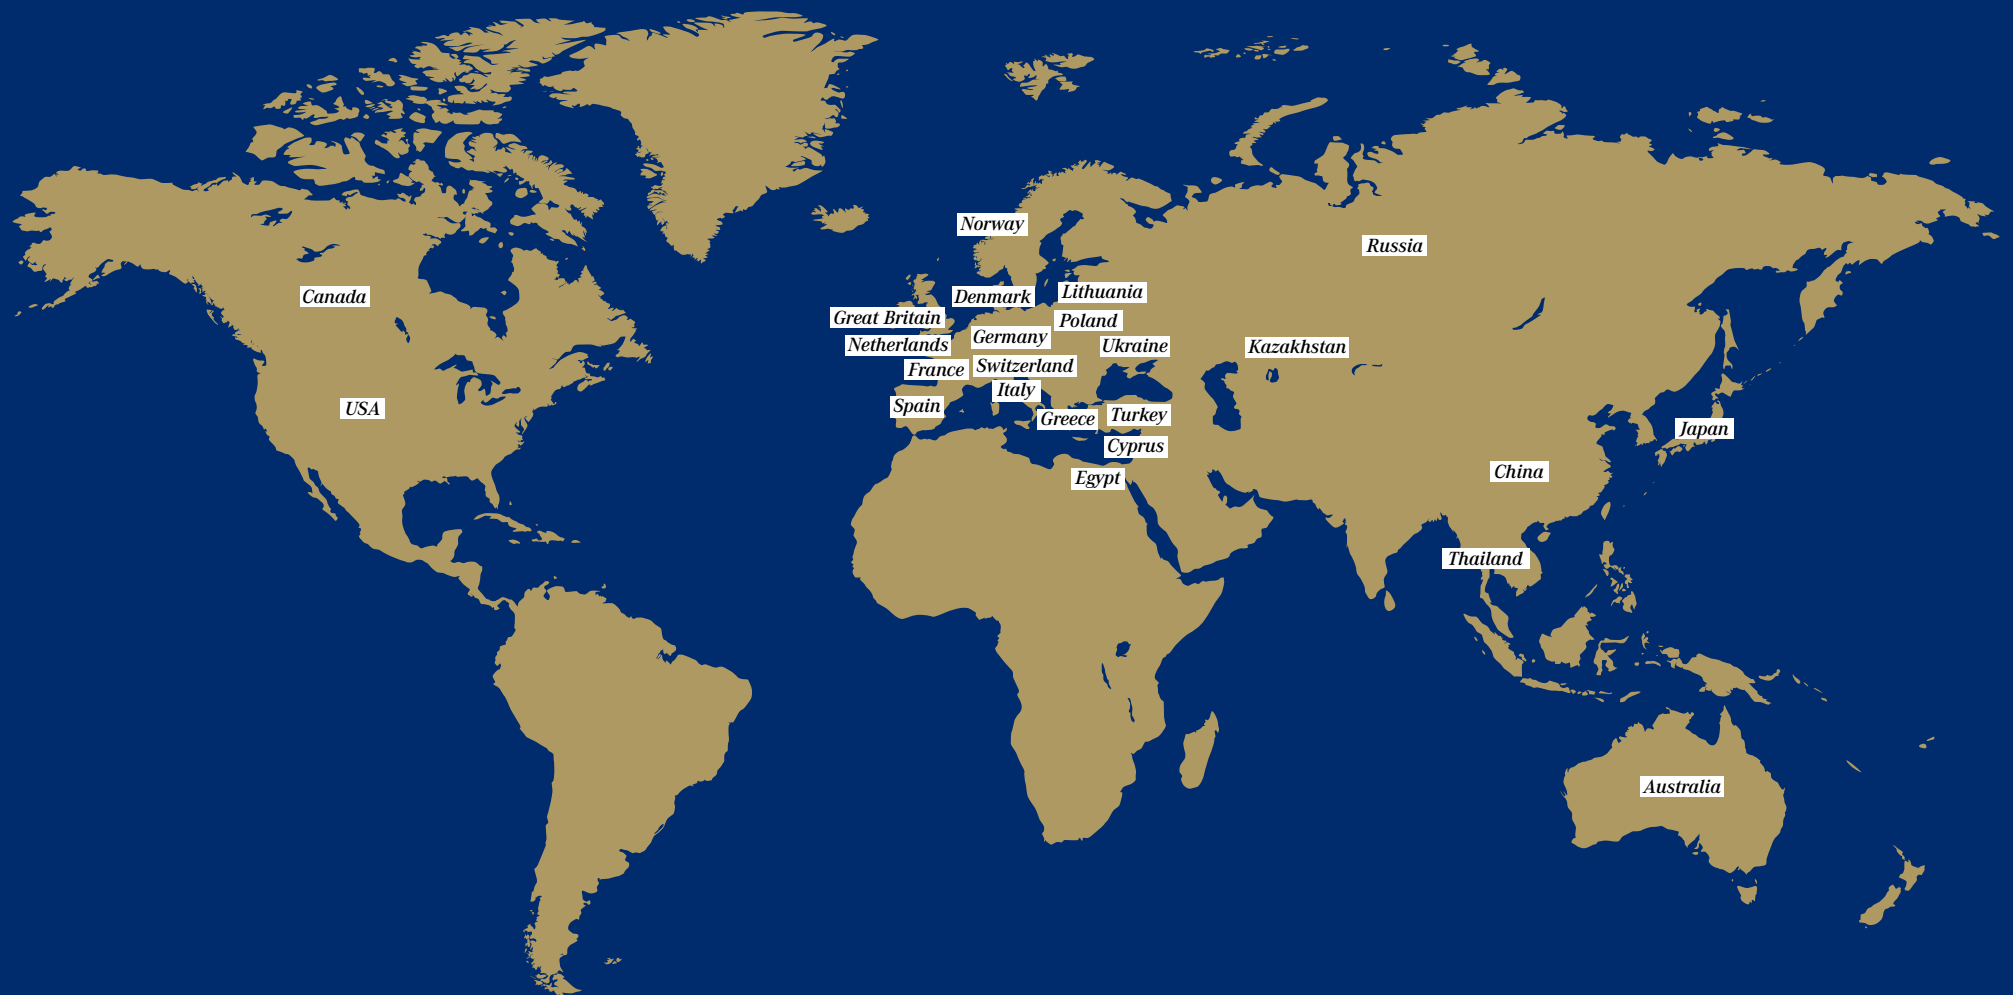 Norway
Russia
Canada
Denmark
Lithuania
Great Britain
Poland
Netherlands
Germany
Ukraine
Kazakhstan
France
Switzerland
Italy
USA
Spain
Greece
Turkey
Japan
Cyprus
China
Egypt
Thailand
Australia